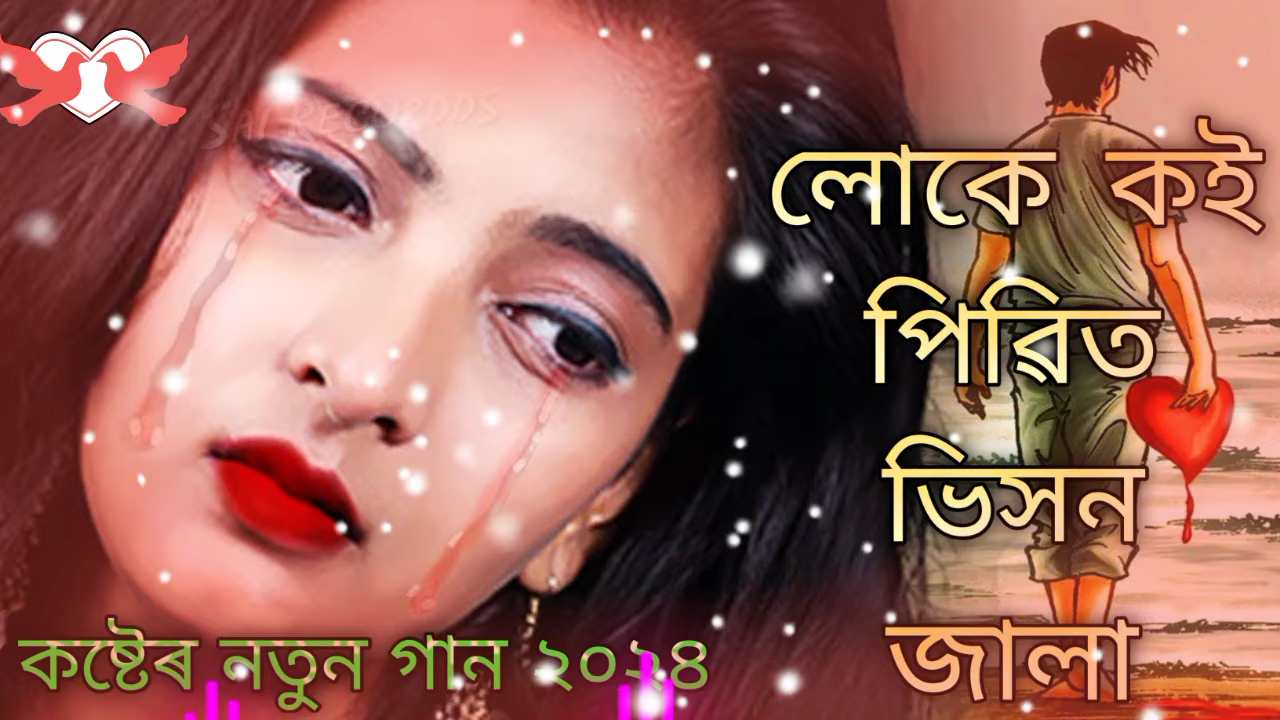 লোকে কই
পিৱিত
ভিসন
জালা
কষ্টেৰ নতুন গান ২০২৪